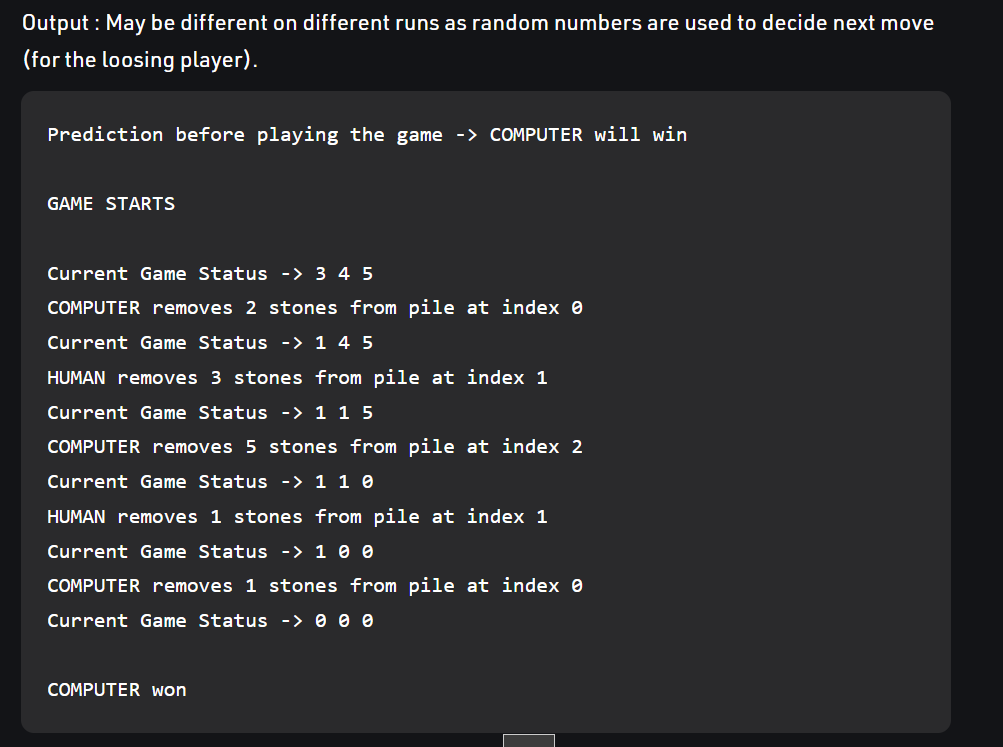 Output : May be different on different runs as random numbers are used to decide next move
(for the loosing player).
Prediction before playing the game -> COMPUTER will win
GAME STARTS
Current Game Status -> 3 4 5
COMPUTER removes 2 stones from pile at index 0
Current Game Status -> 1 4 5
HUMAN removes 3 stones from pile at index 1
Current Game Status -> 1 1 5
COMPUTER removes 5 stones from pile at index 2
Current Game Status -> 1 1 0
HUMAN removes 1 stones from pile at index 1
Current Game Status -> 1 0 0
COMPUTER removes 1 stones from pile at index 0
Current Game Status -> 0 0 0
COMPUTER won